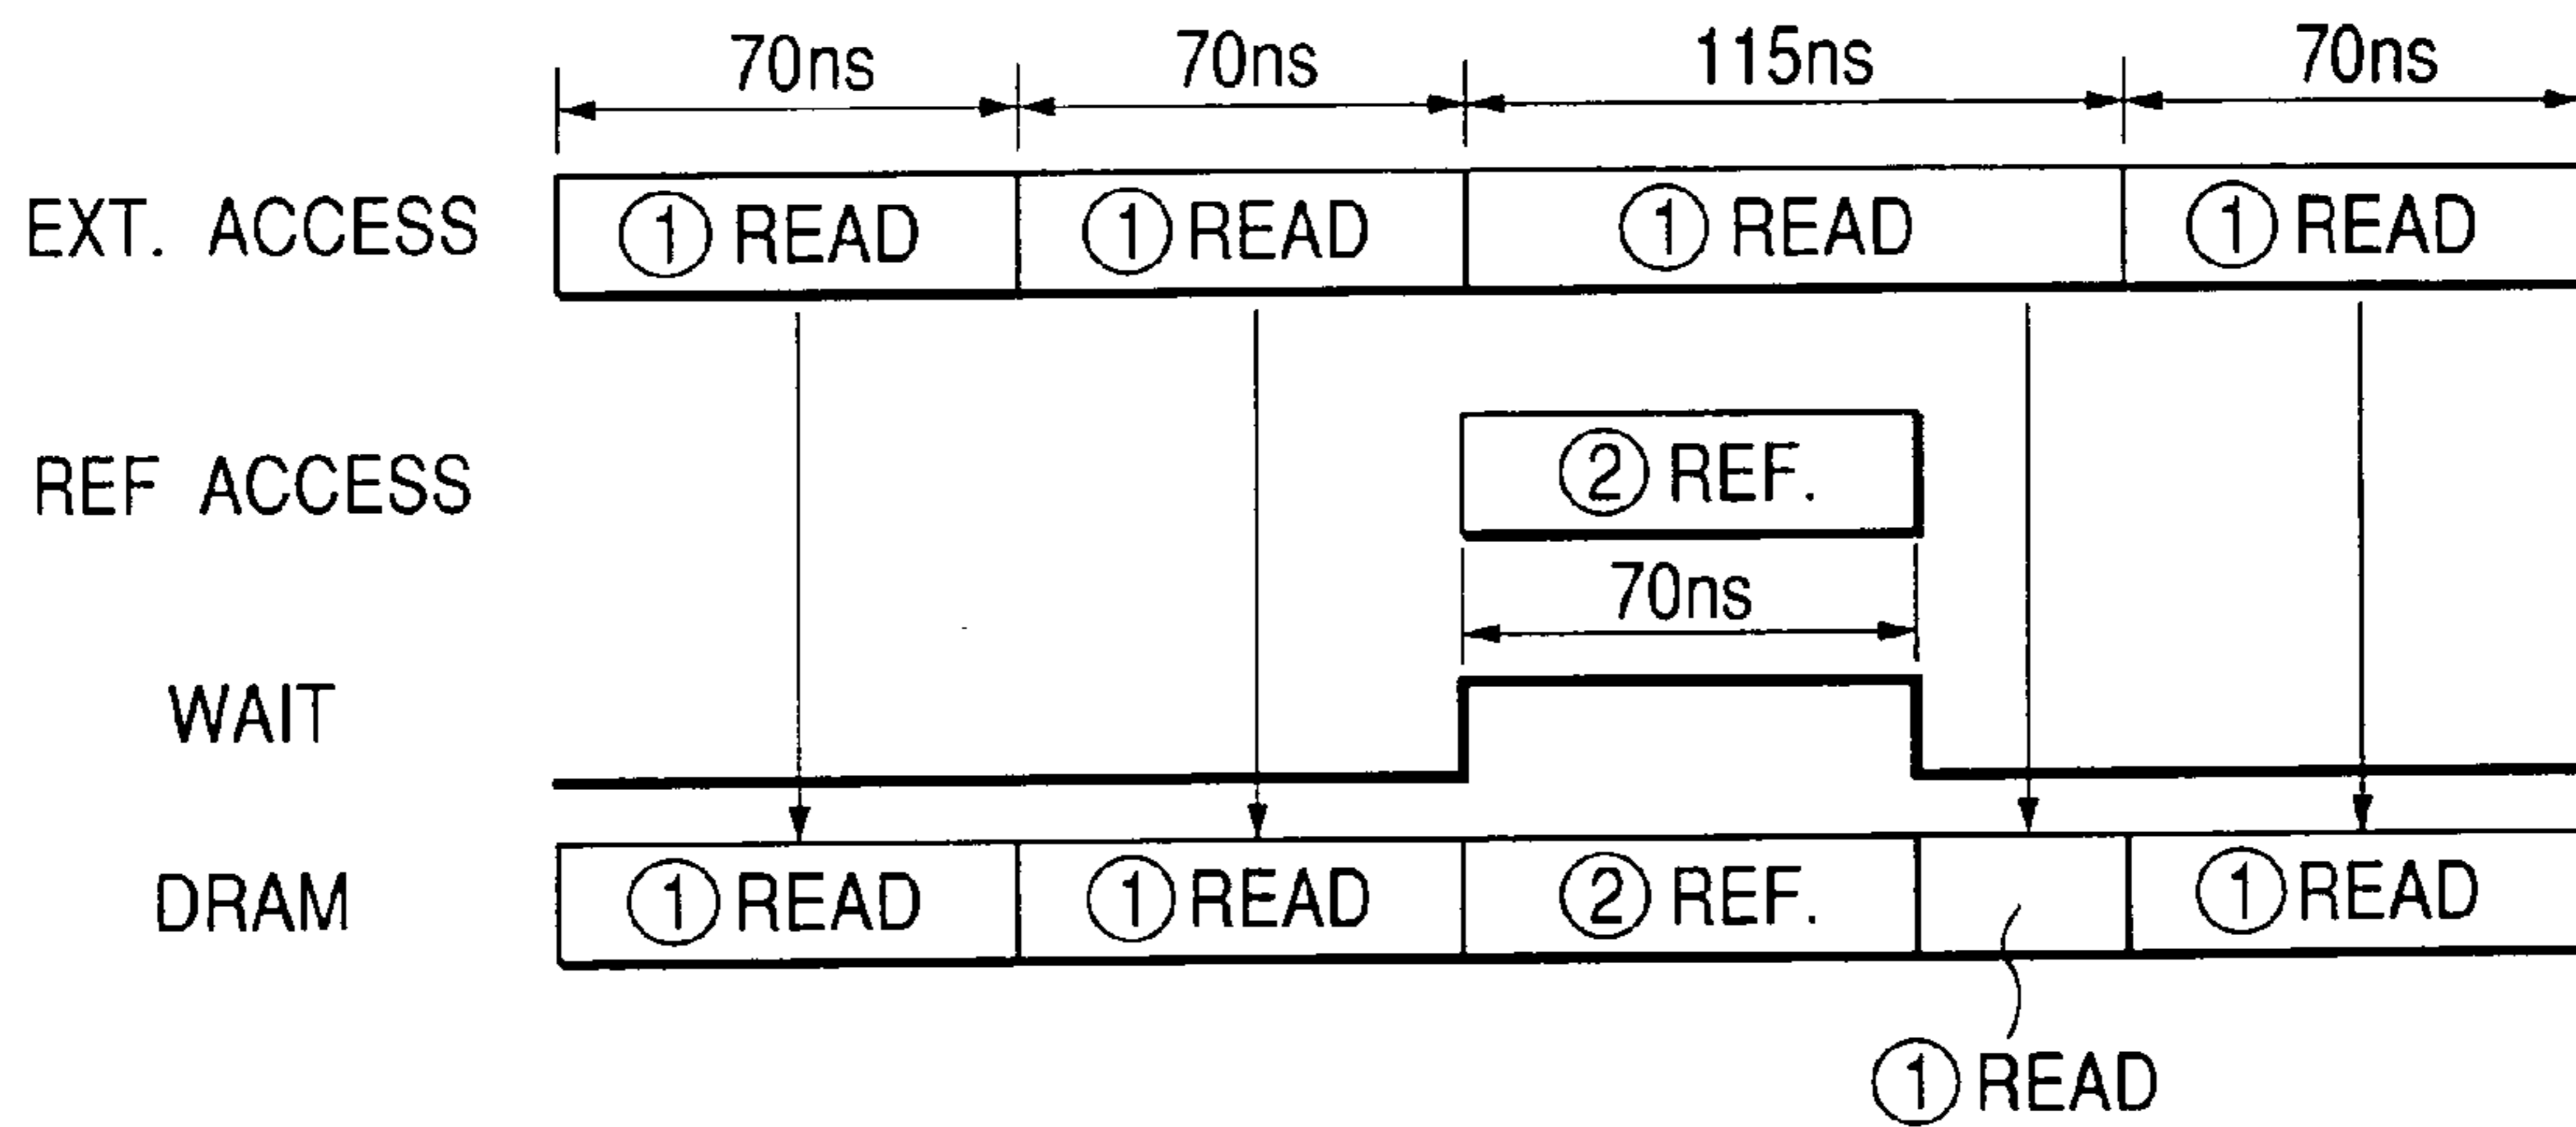 70ns 70ns 115ns 70ns
EXT. ACCESS ① READ ① READ ① READ ① READ
REF ACCESS ② REF.
70ns
WAIT
DRAM ① READ ① READ ② REF. ① READ
① READ